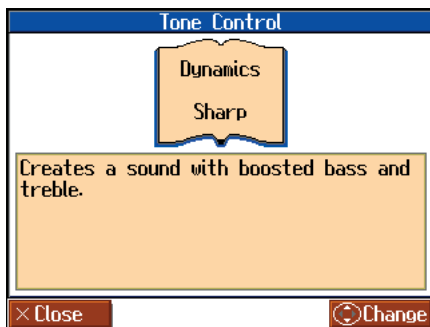 Tone Control
Dynamics
Sharp
Creates a sound with boosted bass and
treble.
× Close
Change